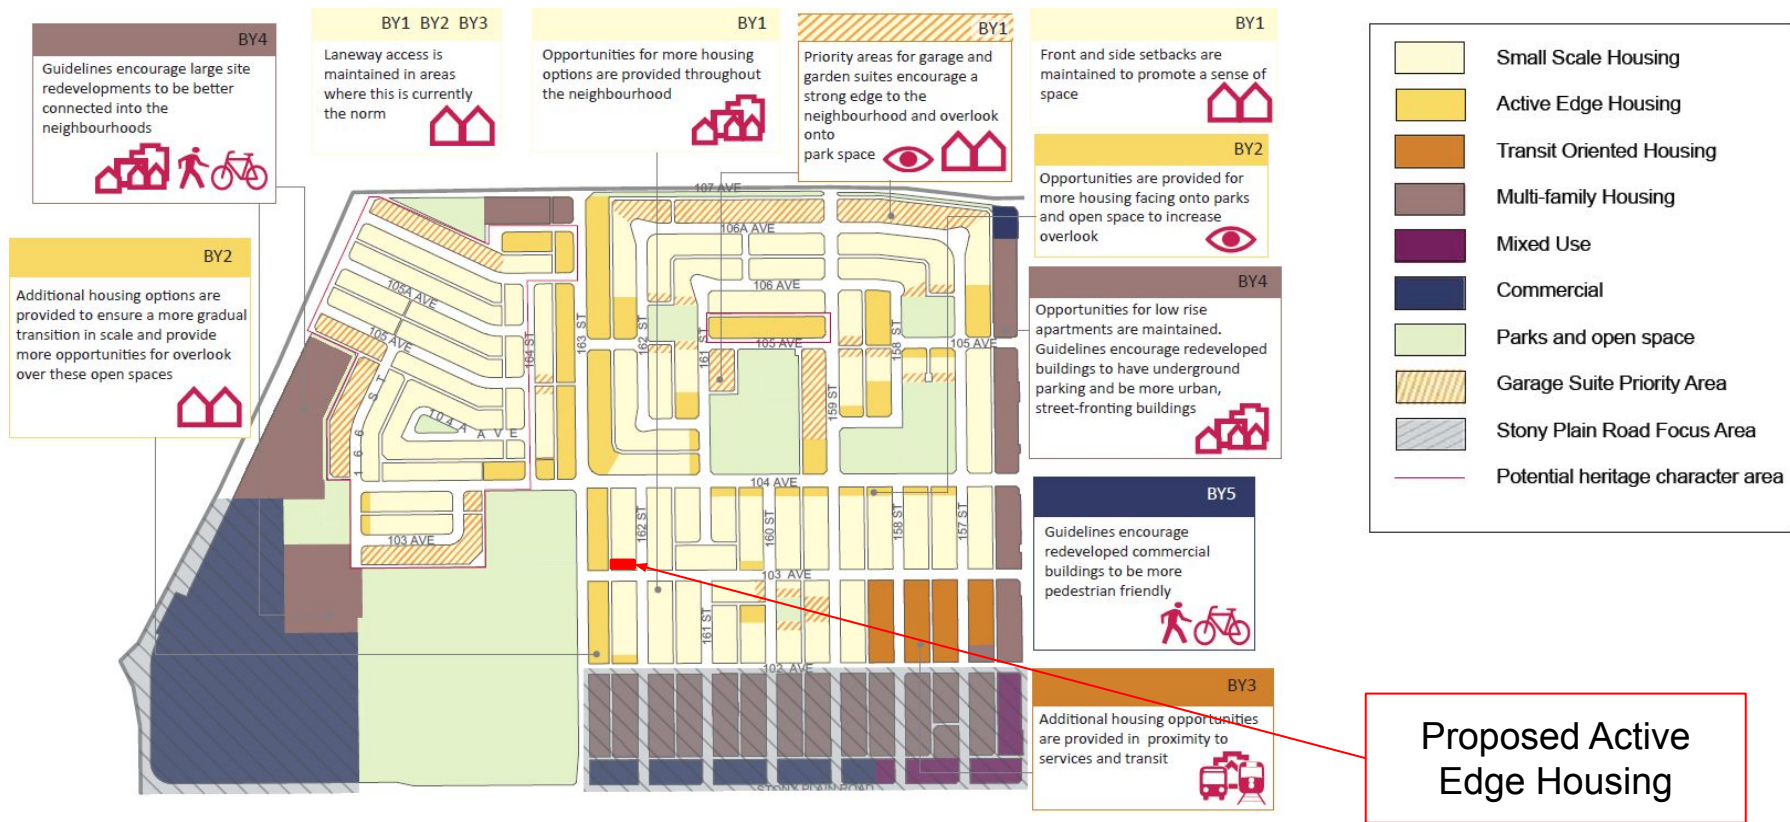 BY4
Guidelines encourage large site
redevelopments to be better
connected into the
neighbourhoods
BY1 BY2 BY3
Laneway access is
maintained in areas
where this is currently
the norm
BY1
Opportunities for more housing
options are provided throughout
the neighbourhood
BY1
Priority areas for garage and
garden suites encourage a
strong edge to the
neighbourhood and overlook
onto
park space
BY1
Front and side setbacks are
maintained to promote a sense of
space
BY2
Opportunities are provided for
more housing facing onto parks
and open space to increase
overlook
BY2
Additional housing options are
provided to ensure a more gradual
transition in scale and provide
more opportunities for overlook
over these open spaces
BY4
Opportunities for low rise
apartments are maintained.
Guidelines encourage redeveloped
buildings to have underground
parking and be more urban,
street-fronting buildings
BY5
Guidelines encourage
redeveloped commercial
buildings to be more
pedestrian friendly
BY3
Additional housing opportunities
are provided in proximity to
services and transit
107 AVE
106A AVE
106 AVE
105A AVE
105 AVE
105 AVE
105 AVE
164 ST
163 ST
162 ST
161 ST
159 ST
158 ST
166 ST
104A AVE
104 AVE
103 AVE
162 ST
160 ST
158 ST
157 ST
103 AVE
161 ST
102 AVE
STONY PLAIN ROAD
Small Scale Housing
Active Edge Housing
Transit Oriented Housing
Multi-family Housing
Mixed Use
Commercial
Parks and open space
Garage Suite Priority Area
Stony Plain Road Focus Area
Potential heritage character area
Proposed Active
Edge Housing